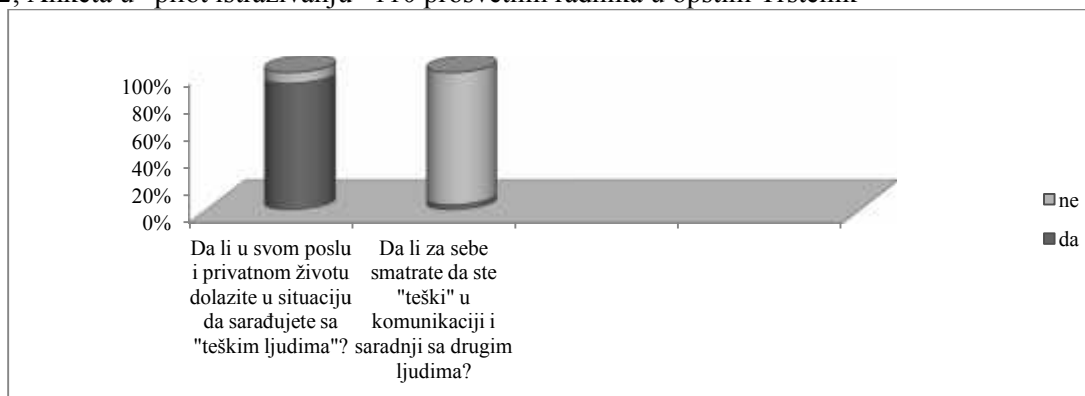 Anketa u pilot istraživanju 110 prosvetnih radnika u opštini Trstenik
100%
80%
60%
40%
20%
0%
Da li u svom poslu
i privatnom životu
dolazite u situaciju
da sarađujete sa
"teškim ljudima"?
Da li za sebe
smatrate da ste
"teški" u
komunikaciji i
saradnji sa drugim
ljudima?
ne
da